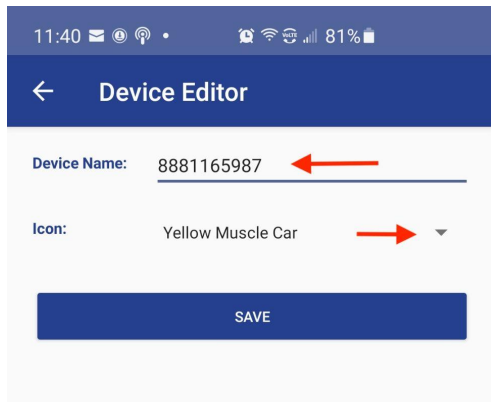 11:40 81%
Device Editor
Device Name: 8881165987
Icon: Yellow Muscle Car
SAVE